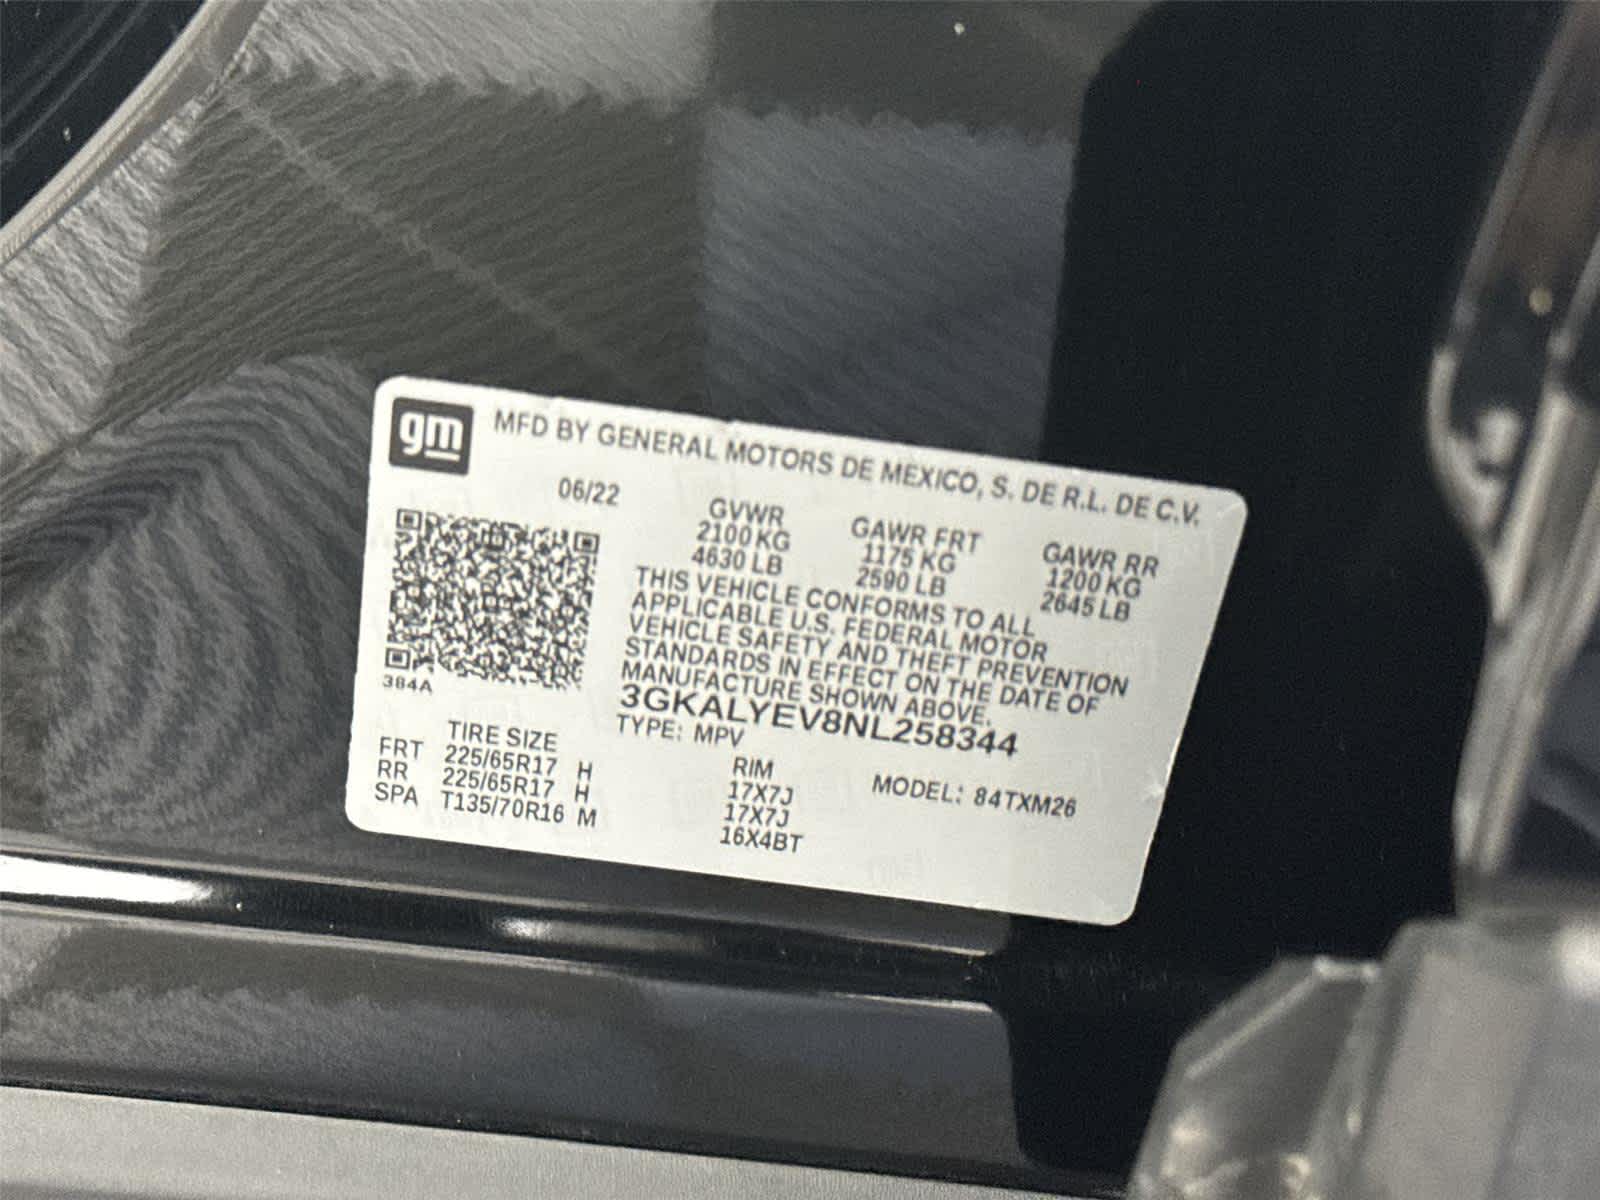 gm
MFD BY GENERAL MOTORS DE MEXICO, S. DE R.L. DE C.V.
06/22
GVWR GAWR FRT GAWR RR
2100 KG 1175 KG 1200 KG
4630 LB 2590 LB 2645 LB
THIS VEHICLE CONFORMS TO ALL
APPLICABLE U.S. FEDERAL MOTOR
VEHICLE SAFETY AND THEFT PREVENTION
STANDARDS IN EFFECT ON THE DATE OF
MANUFACTURE SHOWN ABOVE.
384A
3GKALYEV8NL258344
TYPE: MPV
TIRE SIZE RIM
FRT 225/65R17 H 17X7J
RR 225/65R17 H 17X7J
SPA T135/70R16 M 16X4BT
MODEL: 84TXM26